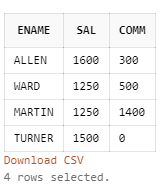 ENAME SAL COMM
ALLEN 1600 300
WARD 1250 500
MARTIN 1250 1400
TURNER 1500 0
Download CSV
4 rows selected.